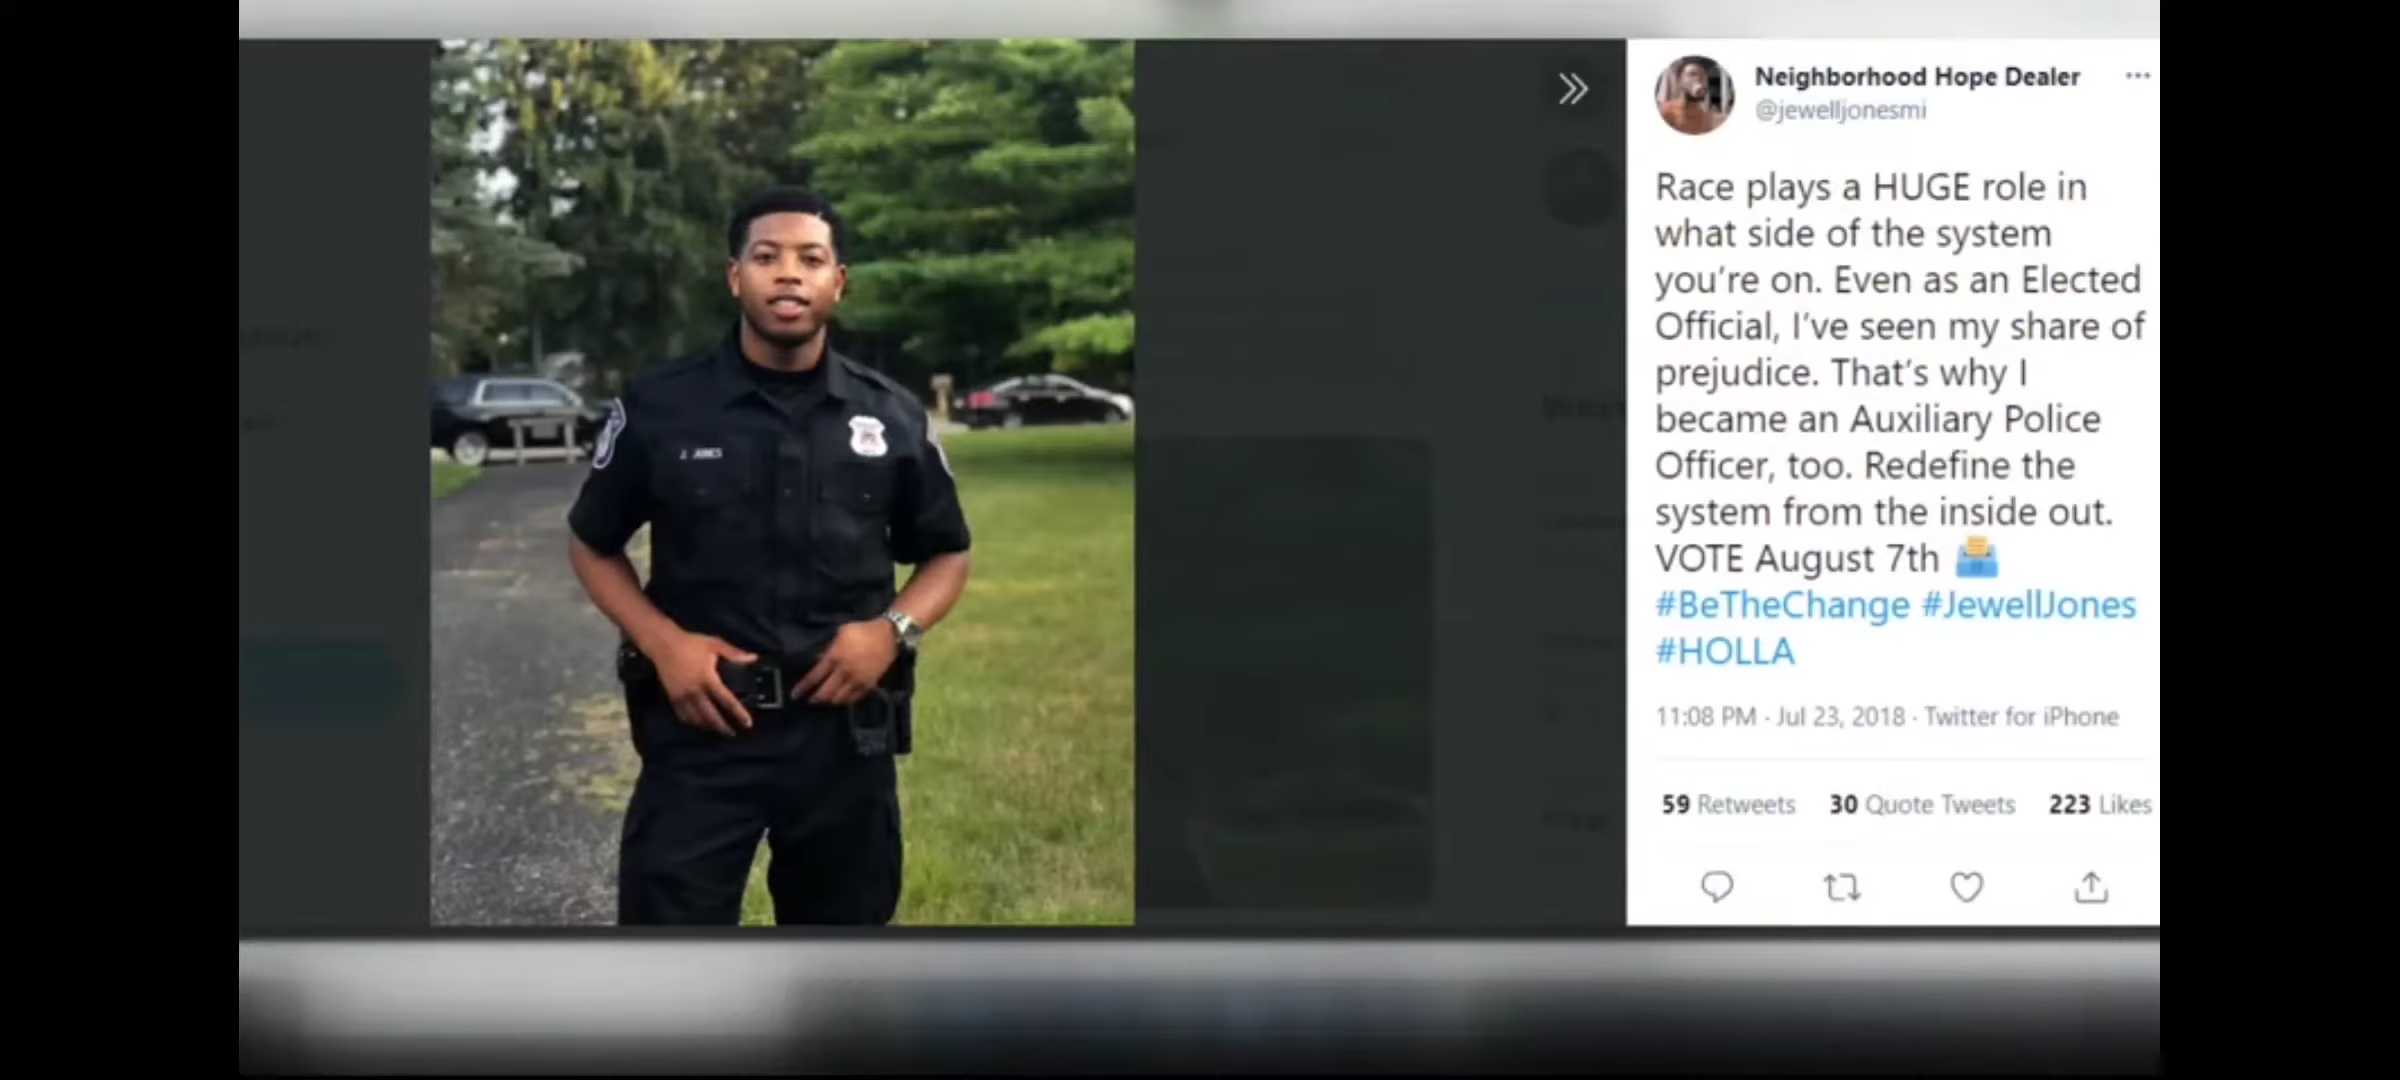 J. JONES
Neighborhood Hope Dealer
@jewelljonesmi
Race plays a HUGE role in
what side of the system
you're on. Even as an Elected
Official, I've seen my share of
prejudice. That's why I
became an Auxiliary Police
Officer, too. Redefine the
system from the inside out.
VOTE August 7th
#BeTheChange #JewellJones
#HOLLA
11:08 PM · Jul 23, 2018 · Twitter for iPhone
59 Retweets 30 Quote Tweets 223 Likes